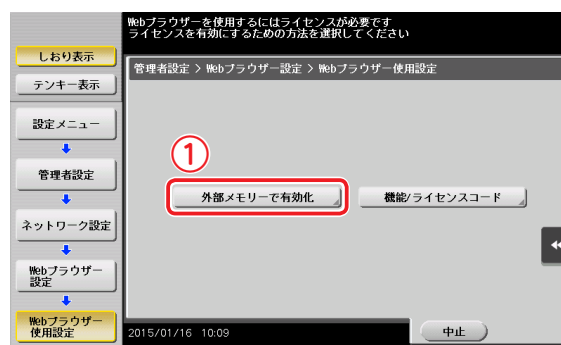 Webブラウザーを使用するにはライセンスが必要です
ライセンスを有効にするための方法を選択してください
しおり表示
テンキー表示
管理者設定 > Webブラウザー設定 > Webブラウザー使用設定
設定メニュー
管理者設定
ネットワーク設定
Webブラウザー
設定
Webブラウザー
使用設定
①
外部メモリーで有効化
機能/ライセンスコード
2015/01/16 10:09
中止